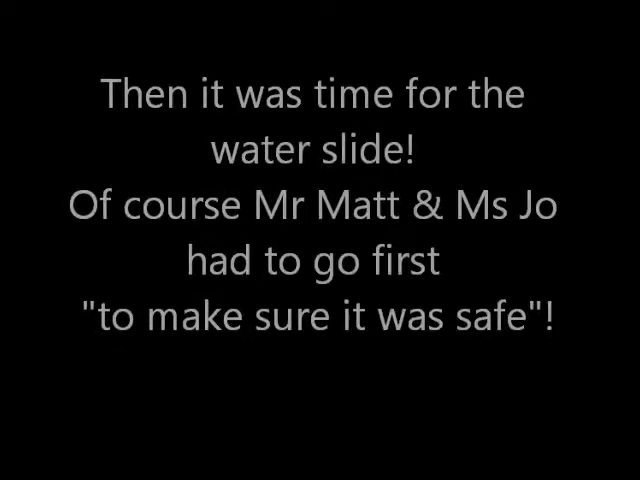 Then it was time for the
water slide!
Of course Mr Matt & Ms Jo
had to go first
"to make sure it was safe"!